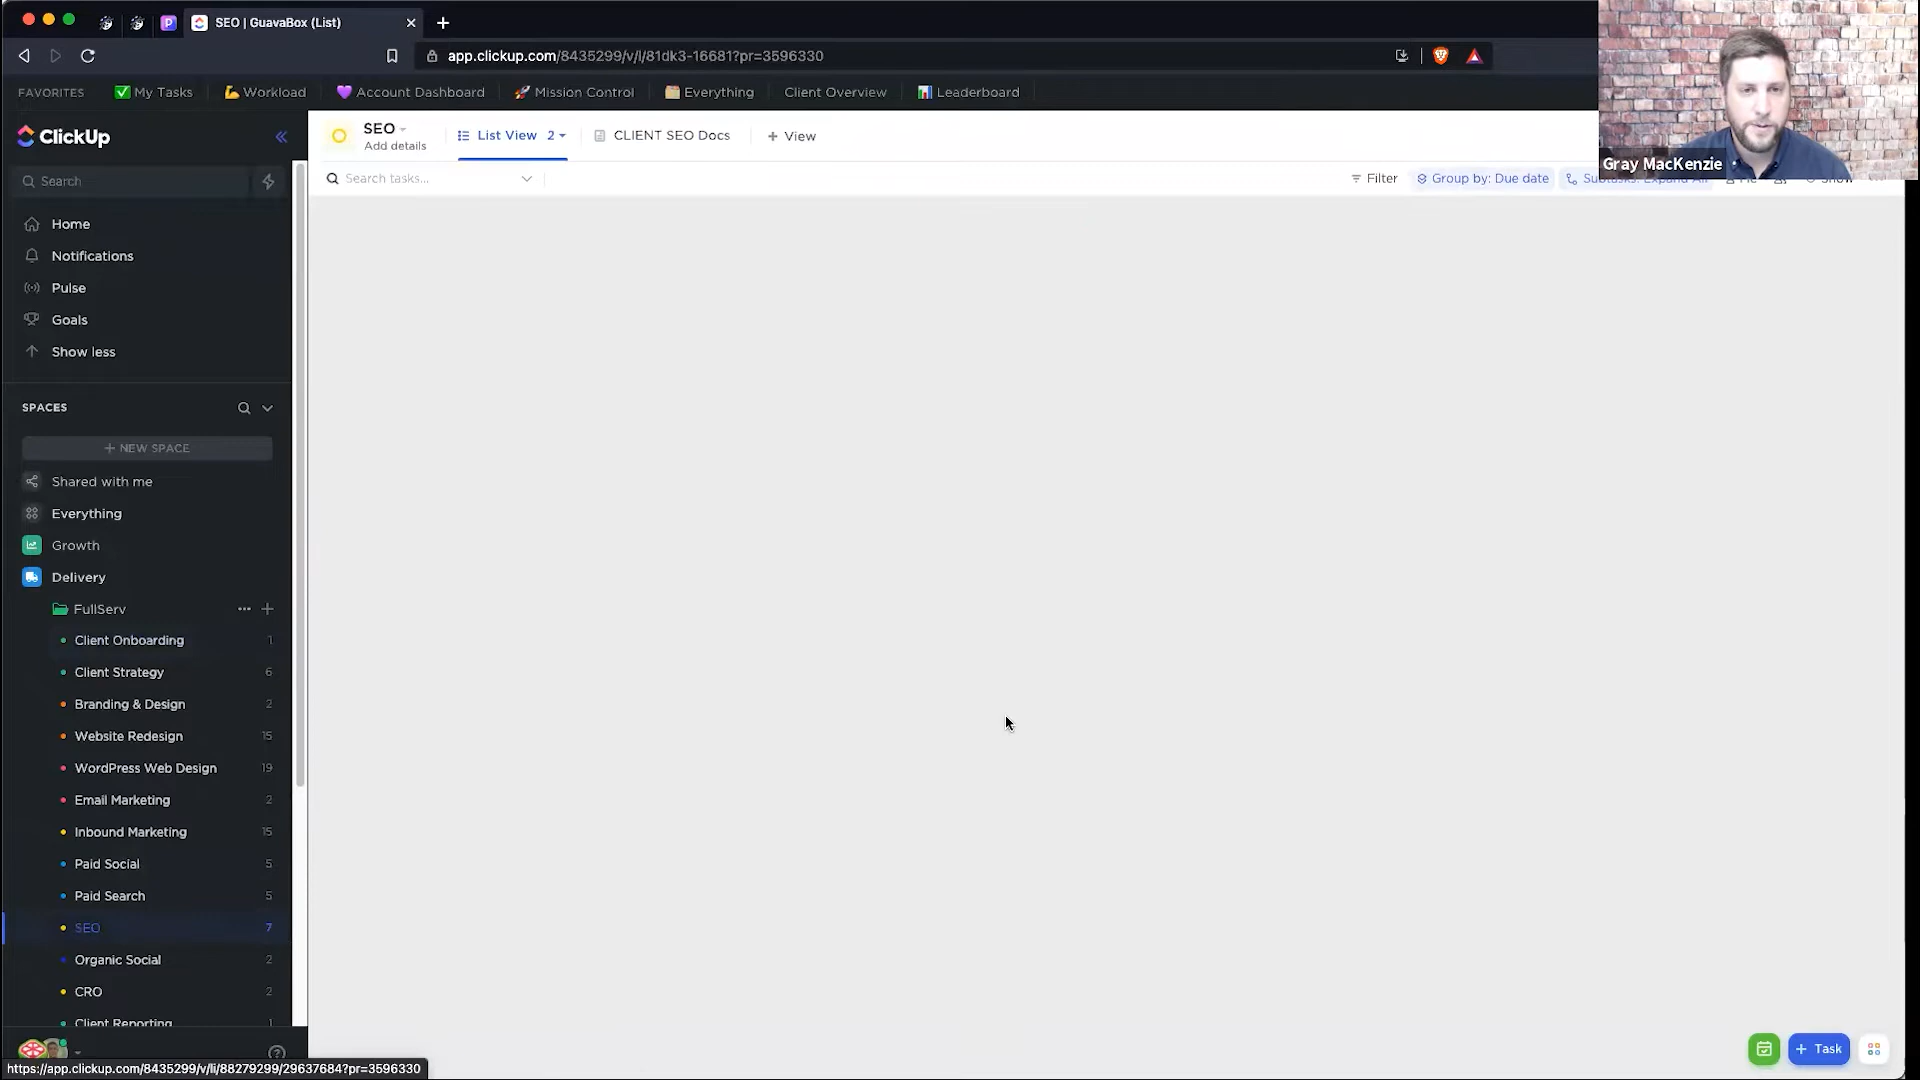 SEO | GuavaBox (List)
app.clickup.com/8435299/v/l/81dk3-16681?pr=3596330
FAVORITES
My Tasks
Workload
Account Dashboard
Mission Control
Everything
Client Overview
Leaderboard
ClickUp
Search
Home
Notifications
Pulse
Goals
Show less
SPACES
+ NEW SPACE
Shared with me
Everything
Growth
Delivery
FullServ
Client Onboarding 1
Client Strategy 6
Branding & Design 2
Website Redesign 15
WordPress Web Design 19
Email Marketing 2
Inbound Marketing 15
Paid Social 5
Paid Search 5
SEO 7
Organic Social 2
CRO 2
Client Reporting 1
https://app.clickup.com/8435299/v/li/88279299/29637684?pr=3596330
SEO
Add details
List View 2
CLIENT SEO Docs
+ View
Search tasks...
Filter
Group by: Due date
Subtasks: Expand All
Me
Show
Gray MacKenzie
+ Task